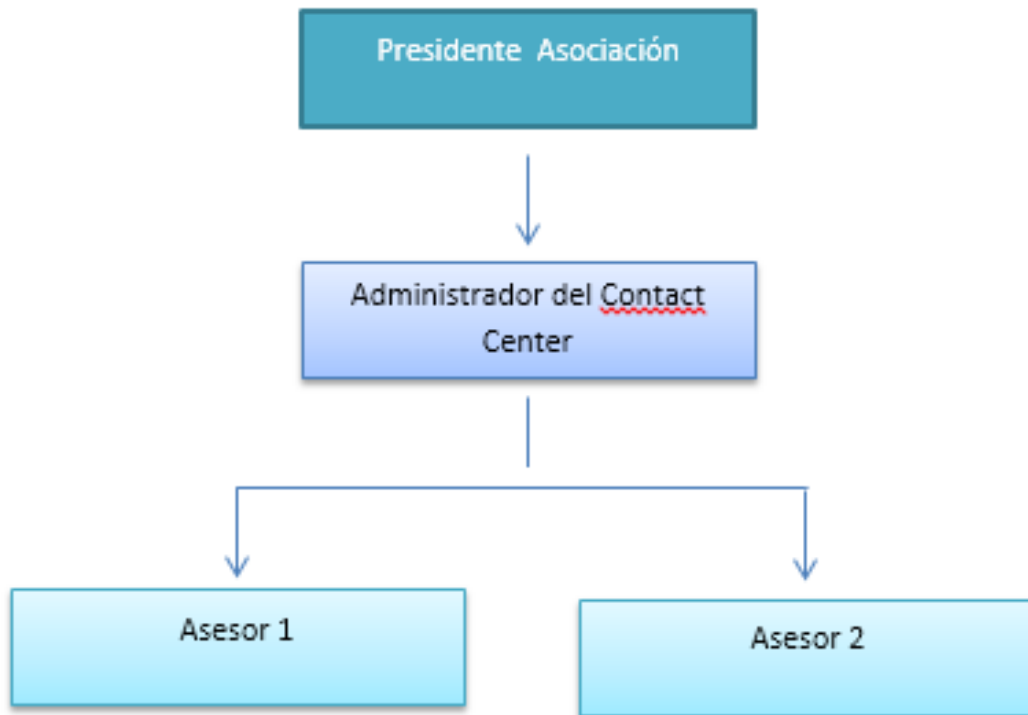 Presidente Asociación
Administrador del Contact
Center
Asesor 1
Asesor 2